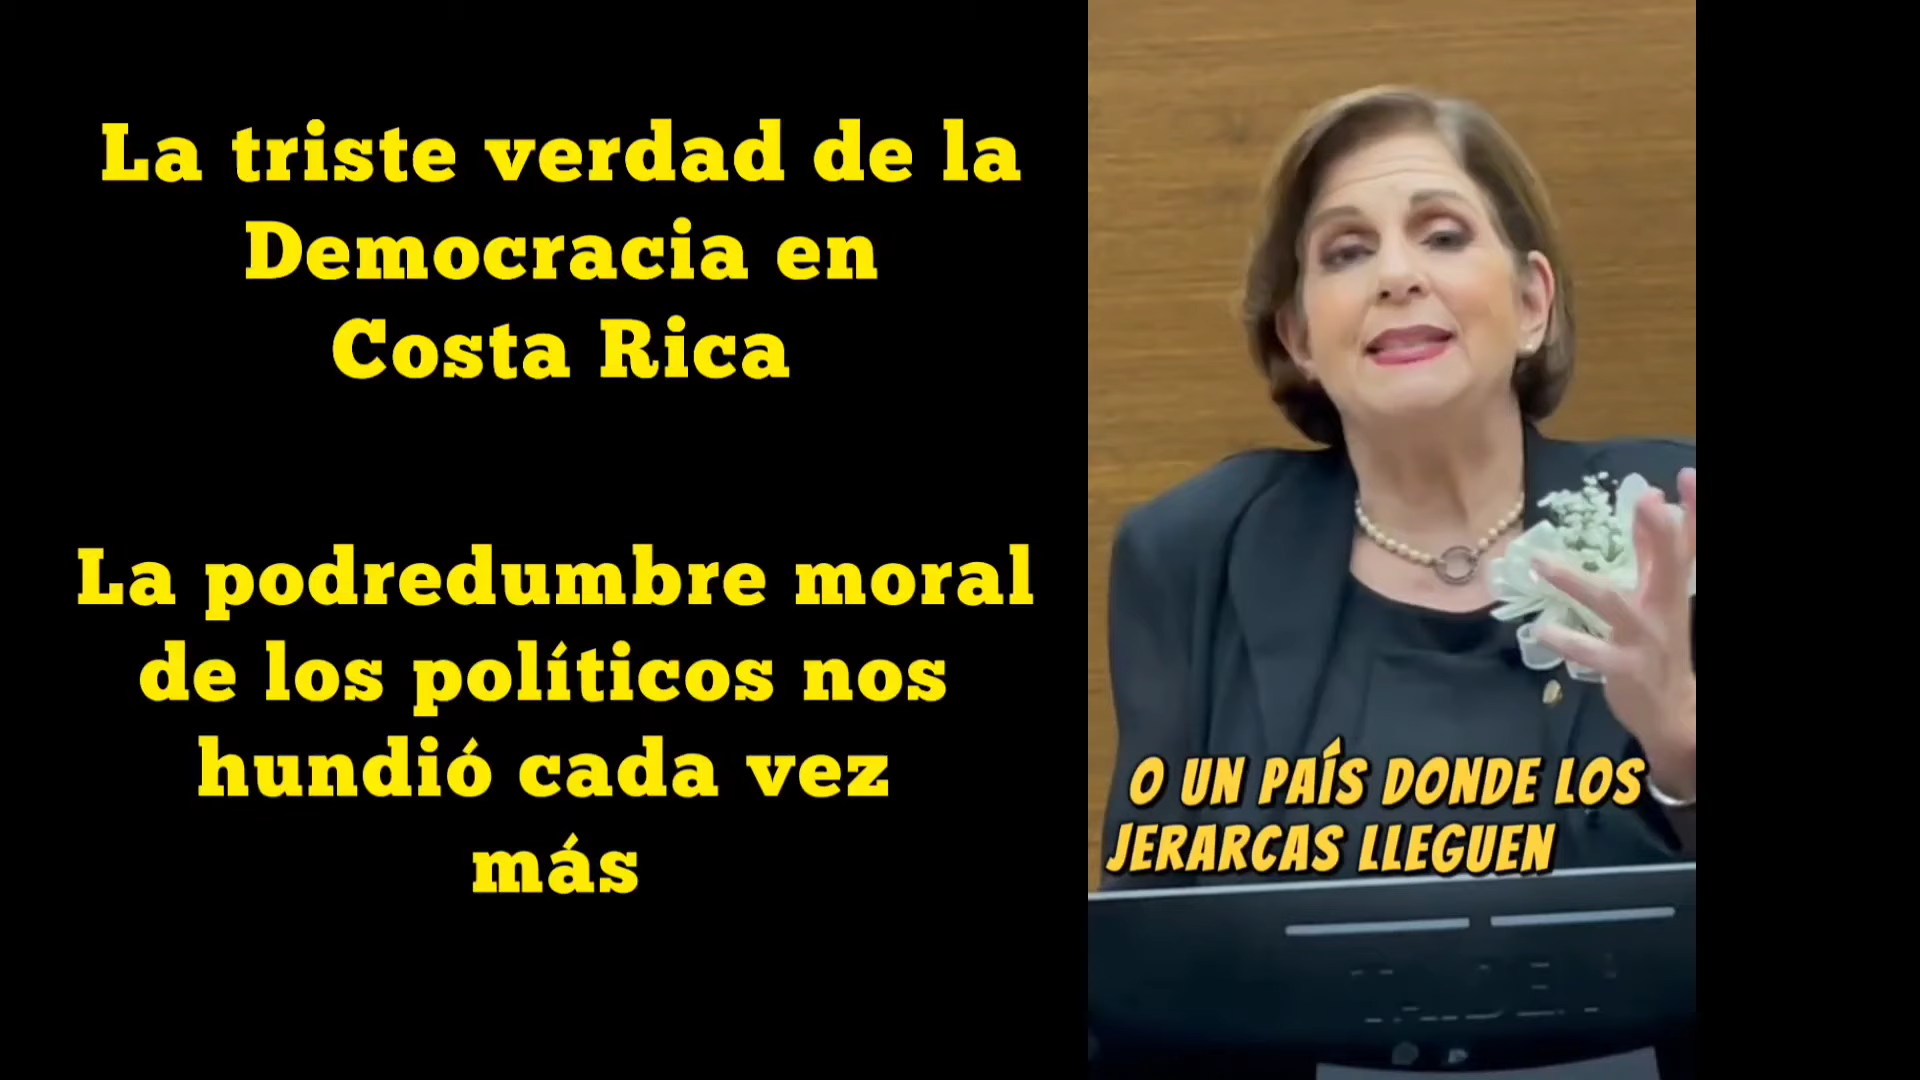 La triste verdad de la
Democracia en
Costa Rica
La podredumbre moral
de los políticos nos
hundió cada vez
más
O UN PAÍS DONDE LOS
JERARCAS LLEGUEN